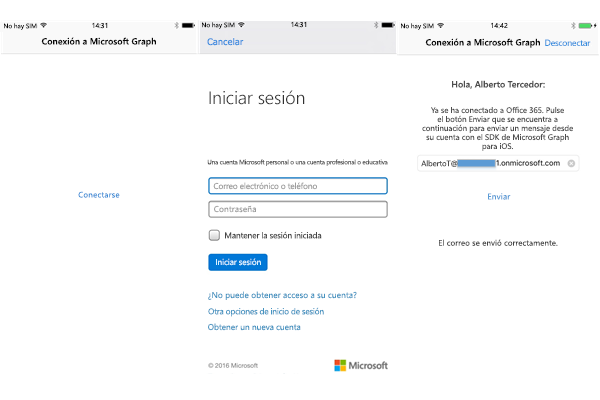 No hay SIM 14:31
Conexión a Microsoft Graph
Conectarse
No hay SIM 14:31
Cancelar
Iniciar sesión
Una cuenta Microsoft personal o una cuenta profesional o educativa
Correo electrónico o teléfono
Contraseña
Mantener la sesión iniciada
Iniciar sesión
¿No puede obtener acceso a su cuenta?
Otra opciones de inicio de sesión
Obtener un nueva cuenta
© 2016 Microsoft
Microsoft
No hay SIM 14:42
Conexión a Microsoft Graph Desconectar
Hola, Alberto Tercedor:
Ya se ha conectado a Office 365. Pulse
el botón Enviar que se encuentra a
continuación para enviar un mensaje desde
su cuenta con el SDK de Microsoft Graph
para iOS.
AlbertoT@ 1.onmicrosoft.com
Enviar
El correo se envió correctamente.